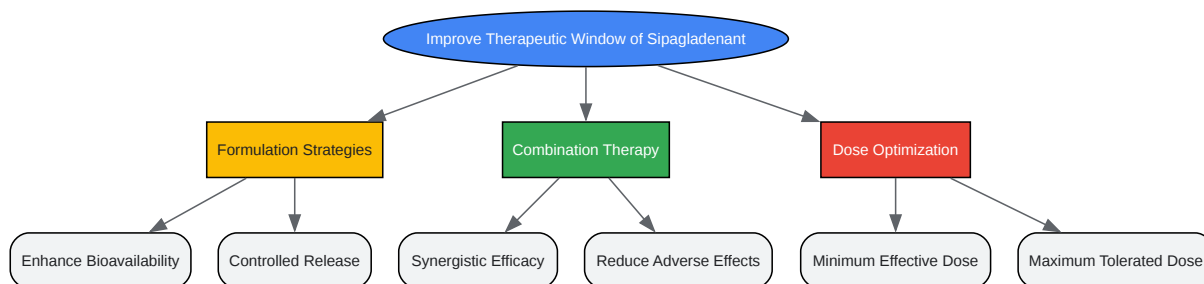 Improve Therapeutic Window of Sipagladenant
Formulation Strategies
Combination Therapy
Dose Optimization
Enhance Bioavailability
Controlled Release
Synergistic Efficacy
Reduce Adverse Effects
Minimum Effective Dose
Maximum Tolerated Dose